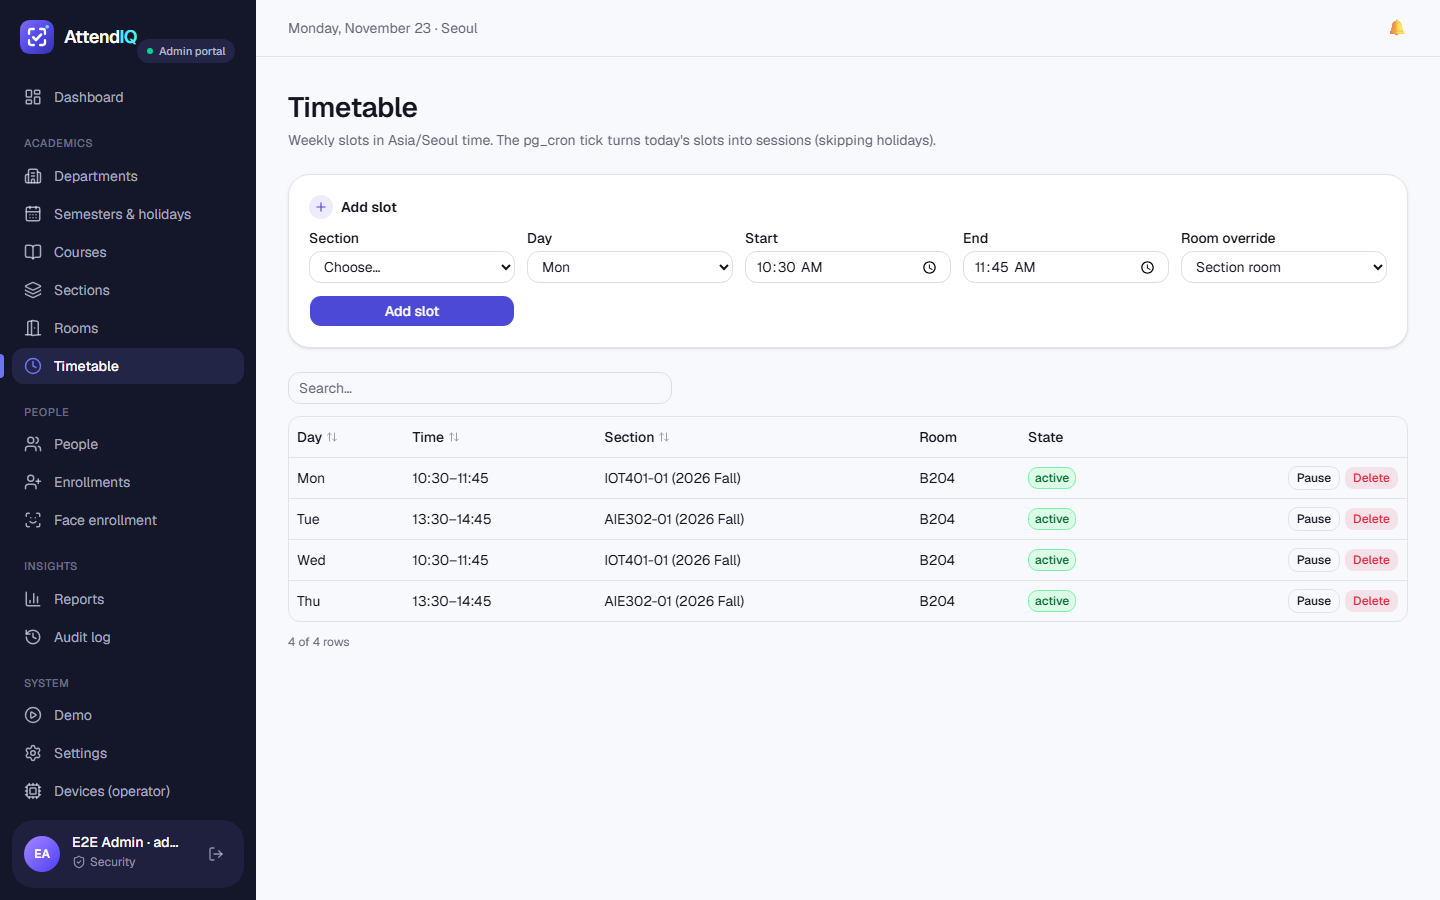 AttendIQ
Admin portal
Dashboard
ACADEMICS
Departments
Semesters & holidays
Courses
Sections
Rooms
Timetable
PEOPLE
People
Enrollments
Face enrollment
INSIGHTS
Reports
Audit log
SYSTEM
Demo
Settings
Devices (operator)
EA
E2E Admin · ad...
Security
Monday, November 23 · Seoul
Timetable
Weekly slots in Asia/Seoul time. The pg_cron tick turns today's slots into sessions (skipping holidays).
Add slot
Section Day Start End Room override
Choose... Mon 10:30 AM 11:45 AM Section room
Add slot
Search...
Day Time Section Room State
Mon 10:30–11:45 IOT401-01 (2026 Fall) B204 active Pause Delete
Tue 13:30–14:45 AIE302-01 (2026 Fall) B204 active Pause Delete
Wed 10:30–11:45 IOT401-01 (2026 Fall) B204 active Pause Delete
Thu 13:30–14:45 AIE302-01 (2026 Fall) B204 active Pause Delete
4 of 4 rows